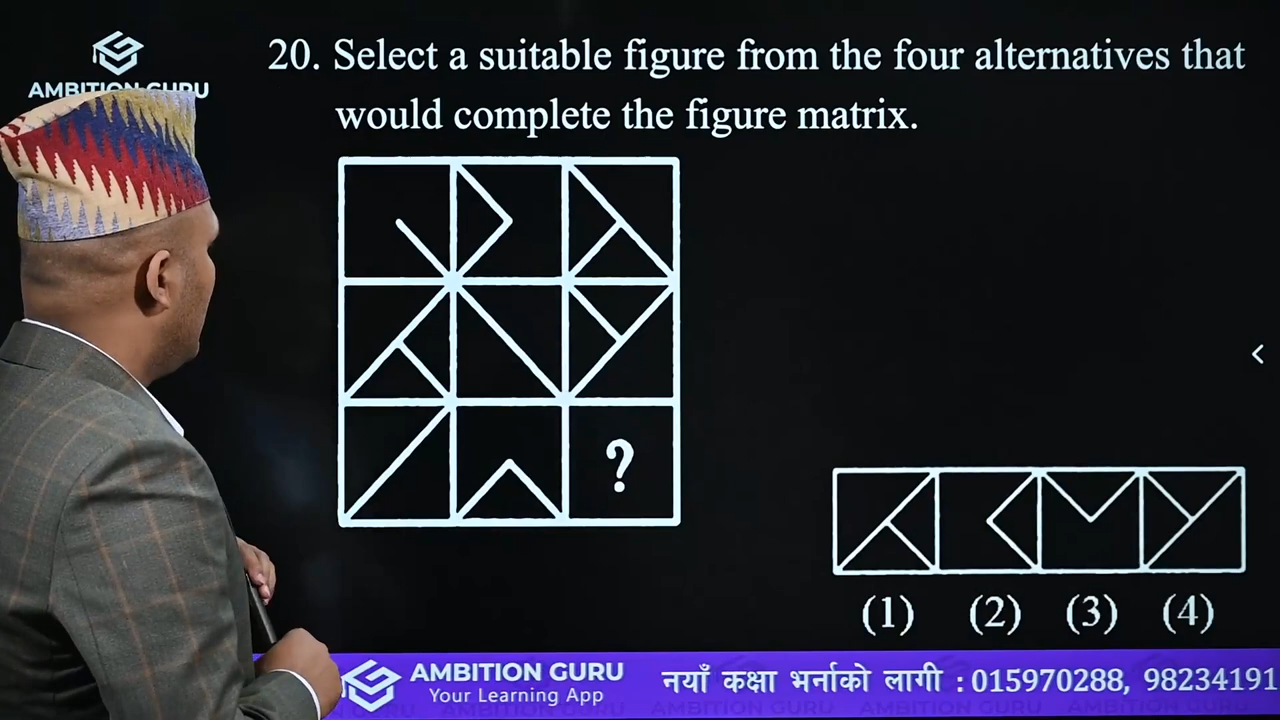 AMBITION GURU
20. Select a suitable figure from the four alternatives that
would complete the figure matrix.
?
(1) (2) (3) (4)
AMBITION GURU
Your Learning App
नयाँ कक्षा भर्नाको लागी : 015970288, 98234191